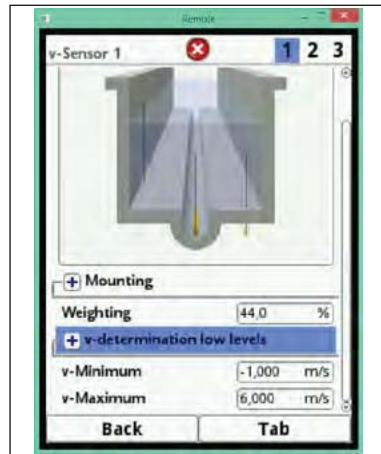 Remote
v-Sensor 1 1 2 3
Mounting
Weighting 44,0 %
v-determination low levels
v-Minimum -1,000 m/s
v-Maximum 6,000 m/s
Back Tab